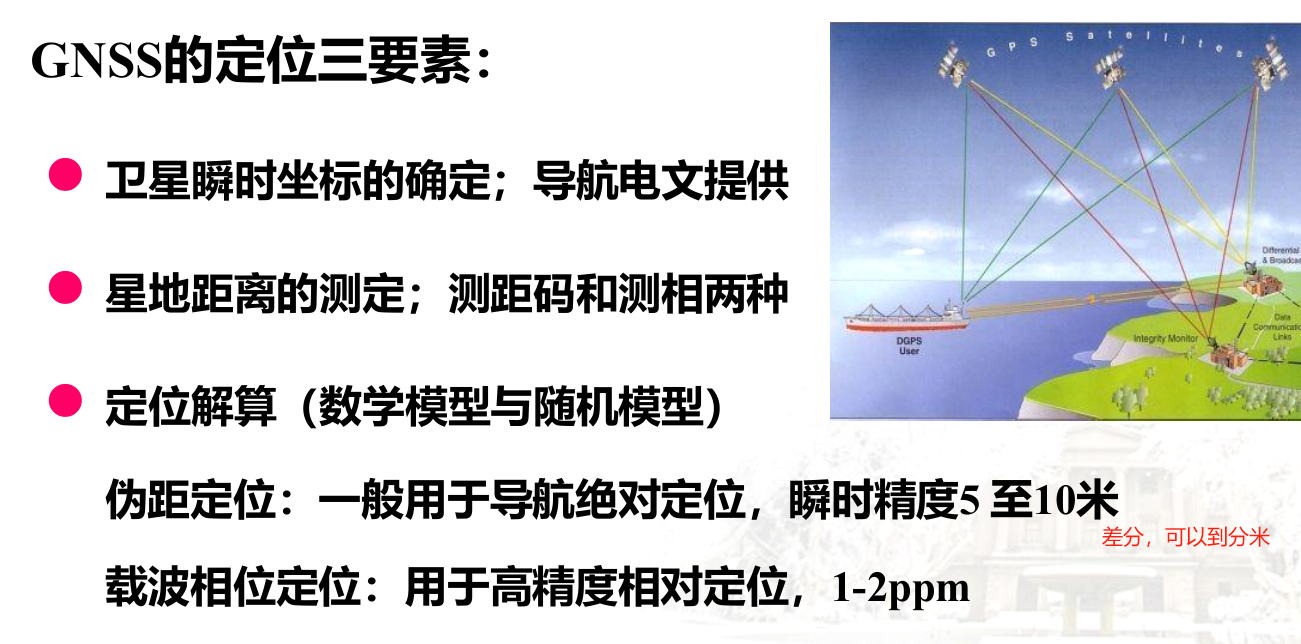 GNSS的定位三要素：
GPS Satellites
卫星瞬时坐标的确定；导航电文提供
星地距离的测定；测距码和测相两种
Differential
& Broadcas
DGPS
User
Integrity Monitor
Data
Communicatio
Links
定位解算（数学模型与随机模型）
伪距定位：一般用于导航绝对定位，瞬时精度5 至10米
差分，可以到分米
载波相位定位：用于高精度相对定位，1-2ppm